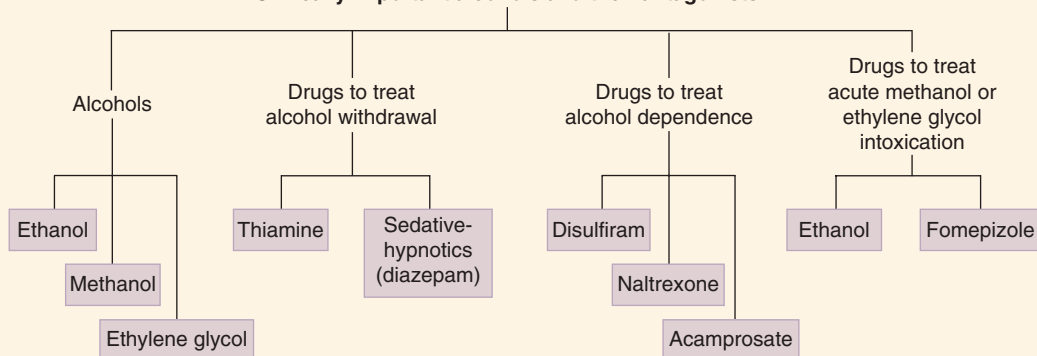 Drugs to treat
acute methanol or
ethylene glycol
intoxication
Drugs to treat
alcohol withdrawal
Drugs to treat
alcohol dependence
Alcohols
Ethanol
Methanol
Ethylene glycol
Thiamine
Sedative-
hypnotics
(diazepam)
Disulfiram
Naltrexone
Acamprosate
Ethanol
Fomepizole